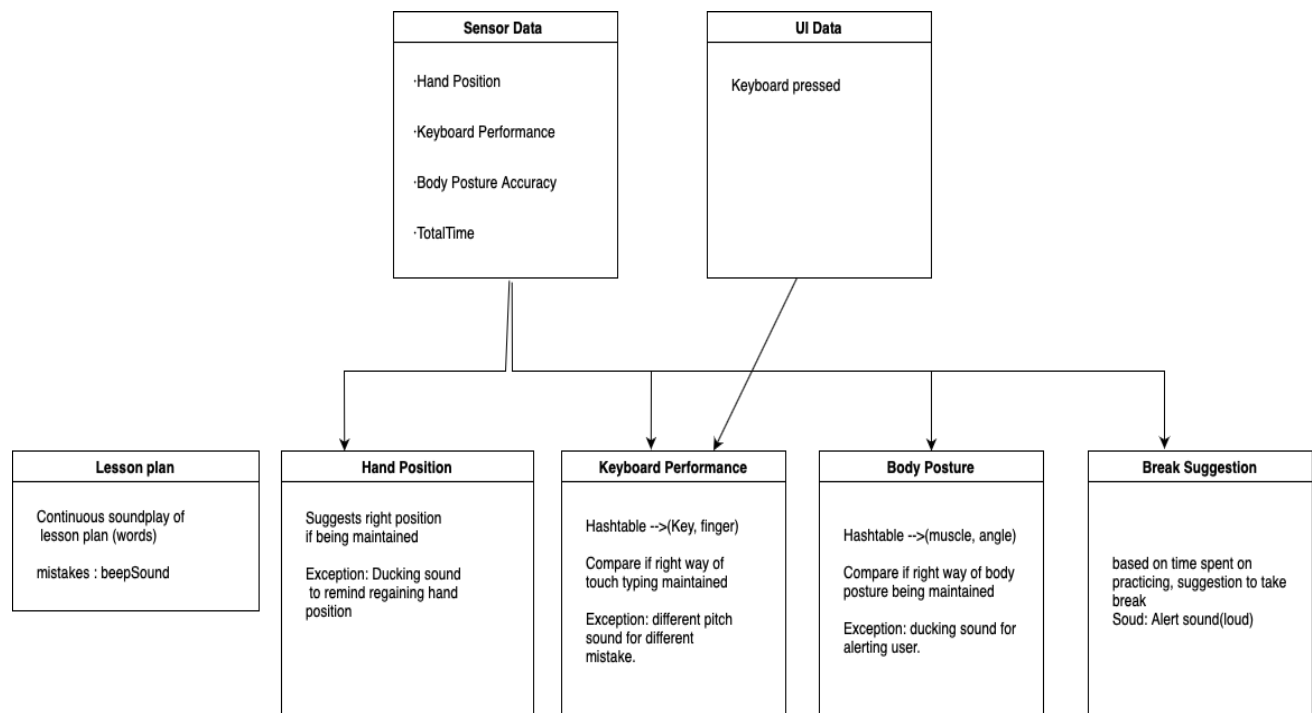 Sensor Data
·Hand Position
·Keyboard Performance
·Body Posture Accuracy
·TotalTime
UI Data
Keyboard pressed
Lesson plan
Continuous soundplay of
lesson plan (words)
mistakes : beepSound
Hand Position
Suggests right position
if being maintained
Exception: Ducking sound
to remind regaining hand
position
Keyboard Performance
Hashtable -->(Key, finger)
Compare if right way of
touch typing maintained
Exception: different pitch
sound for different
mistake.
Body Posture
Hashtable -->(muscle, angle)
Compare if right way of body
posture being maintained
Exception: ducking sound for
alerting user.
Break Suggestion
based on time spent on
practicing, suggestion to take
break
Soud: Alert sound(loud)